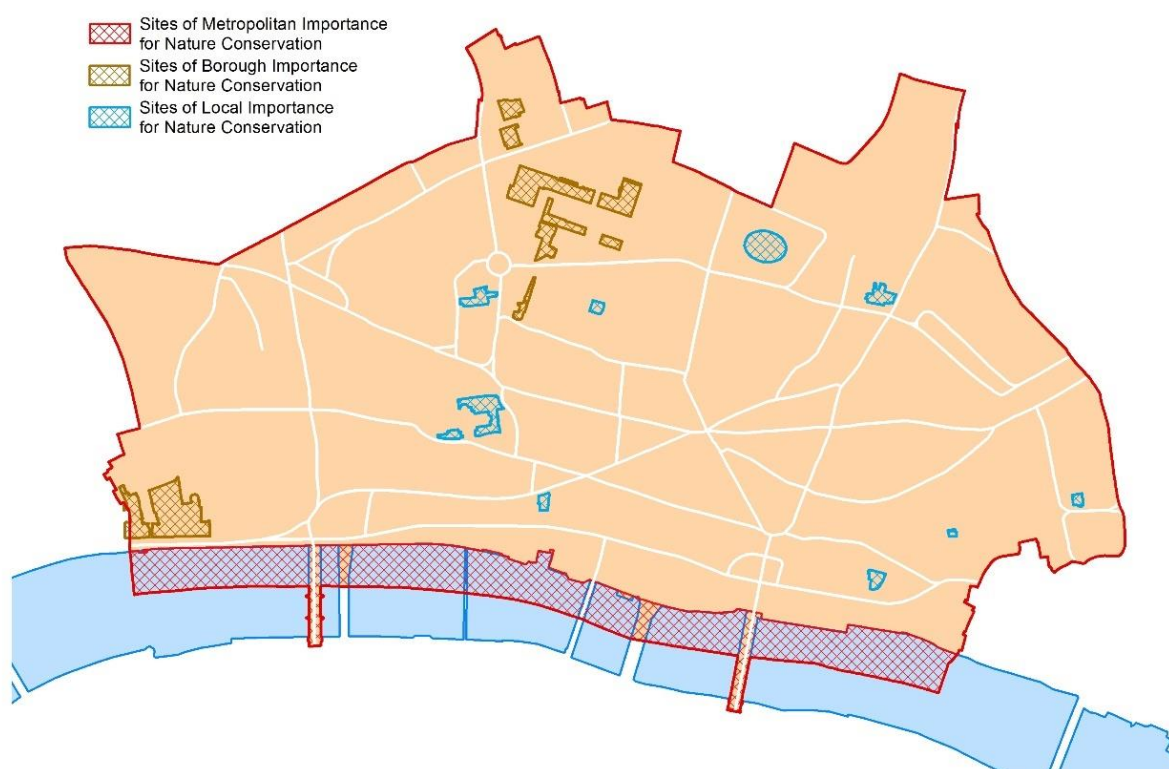 Sites of Metropolitan Importance
for Nature Conservation
Sites of Borough Importance
for Nature Conservation
Sites of Local Importance
for Nature Conservation